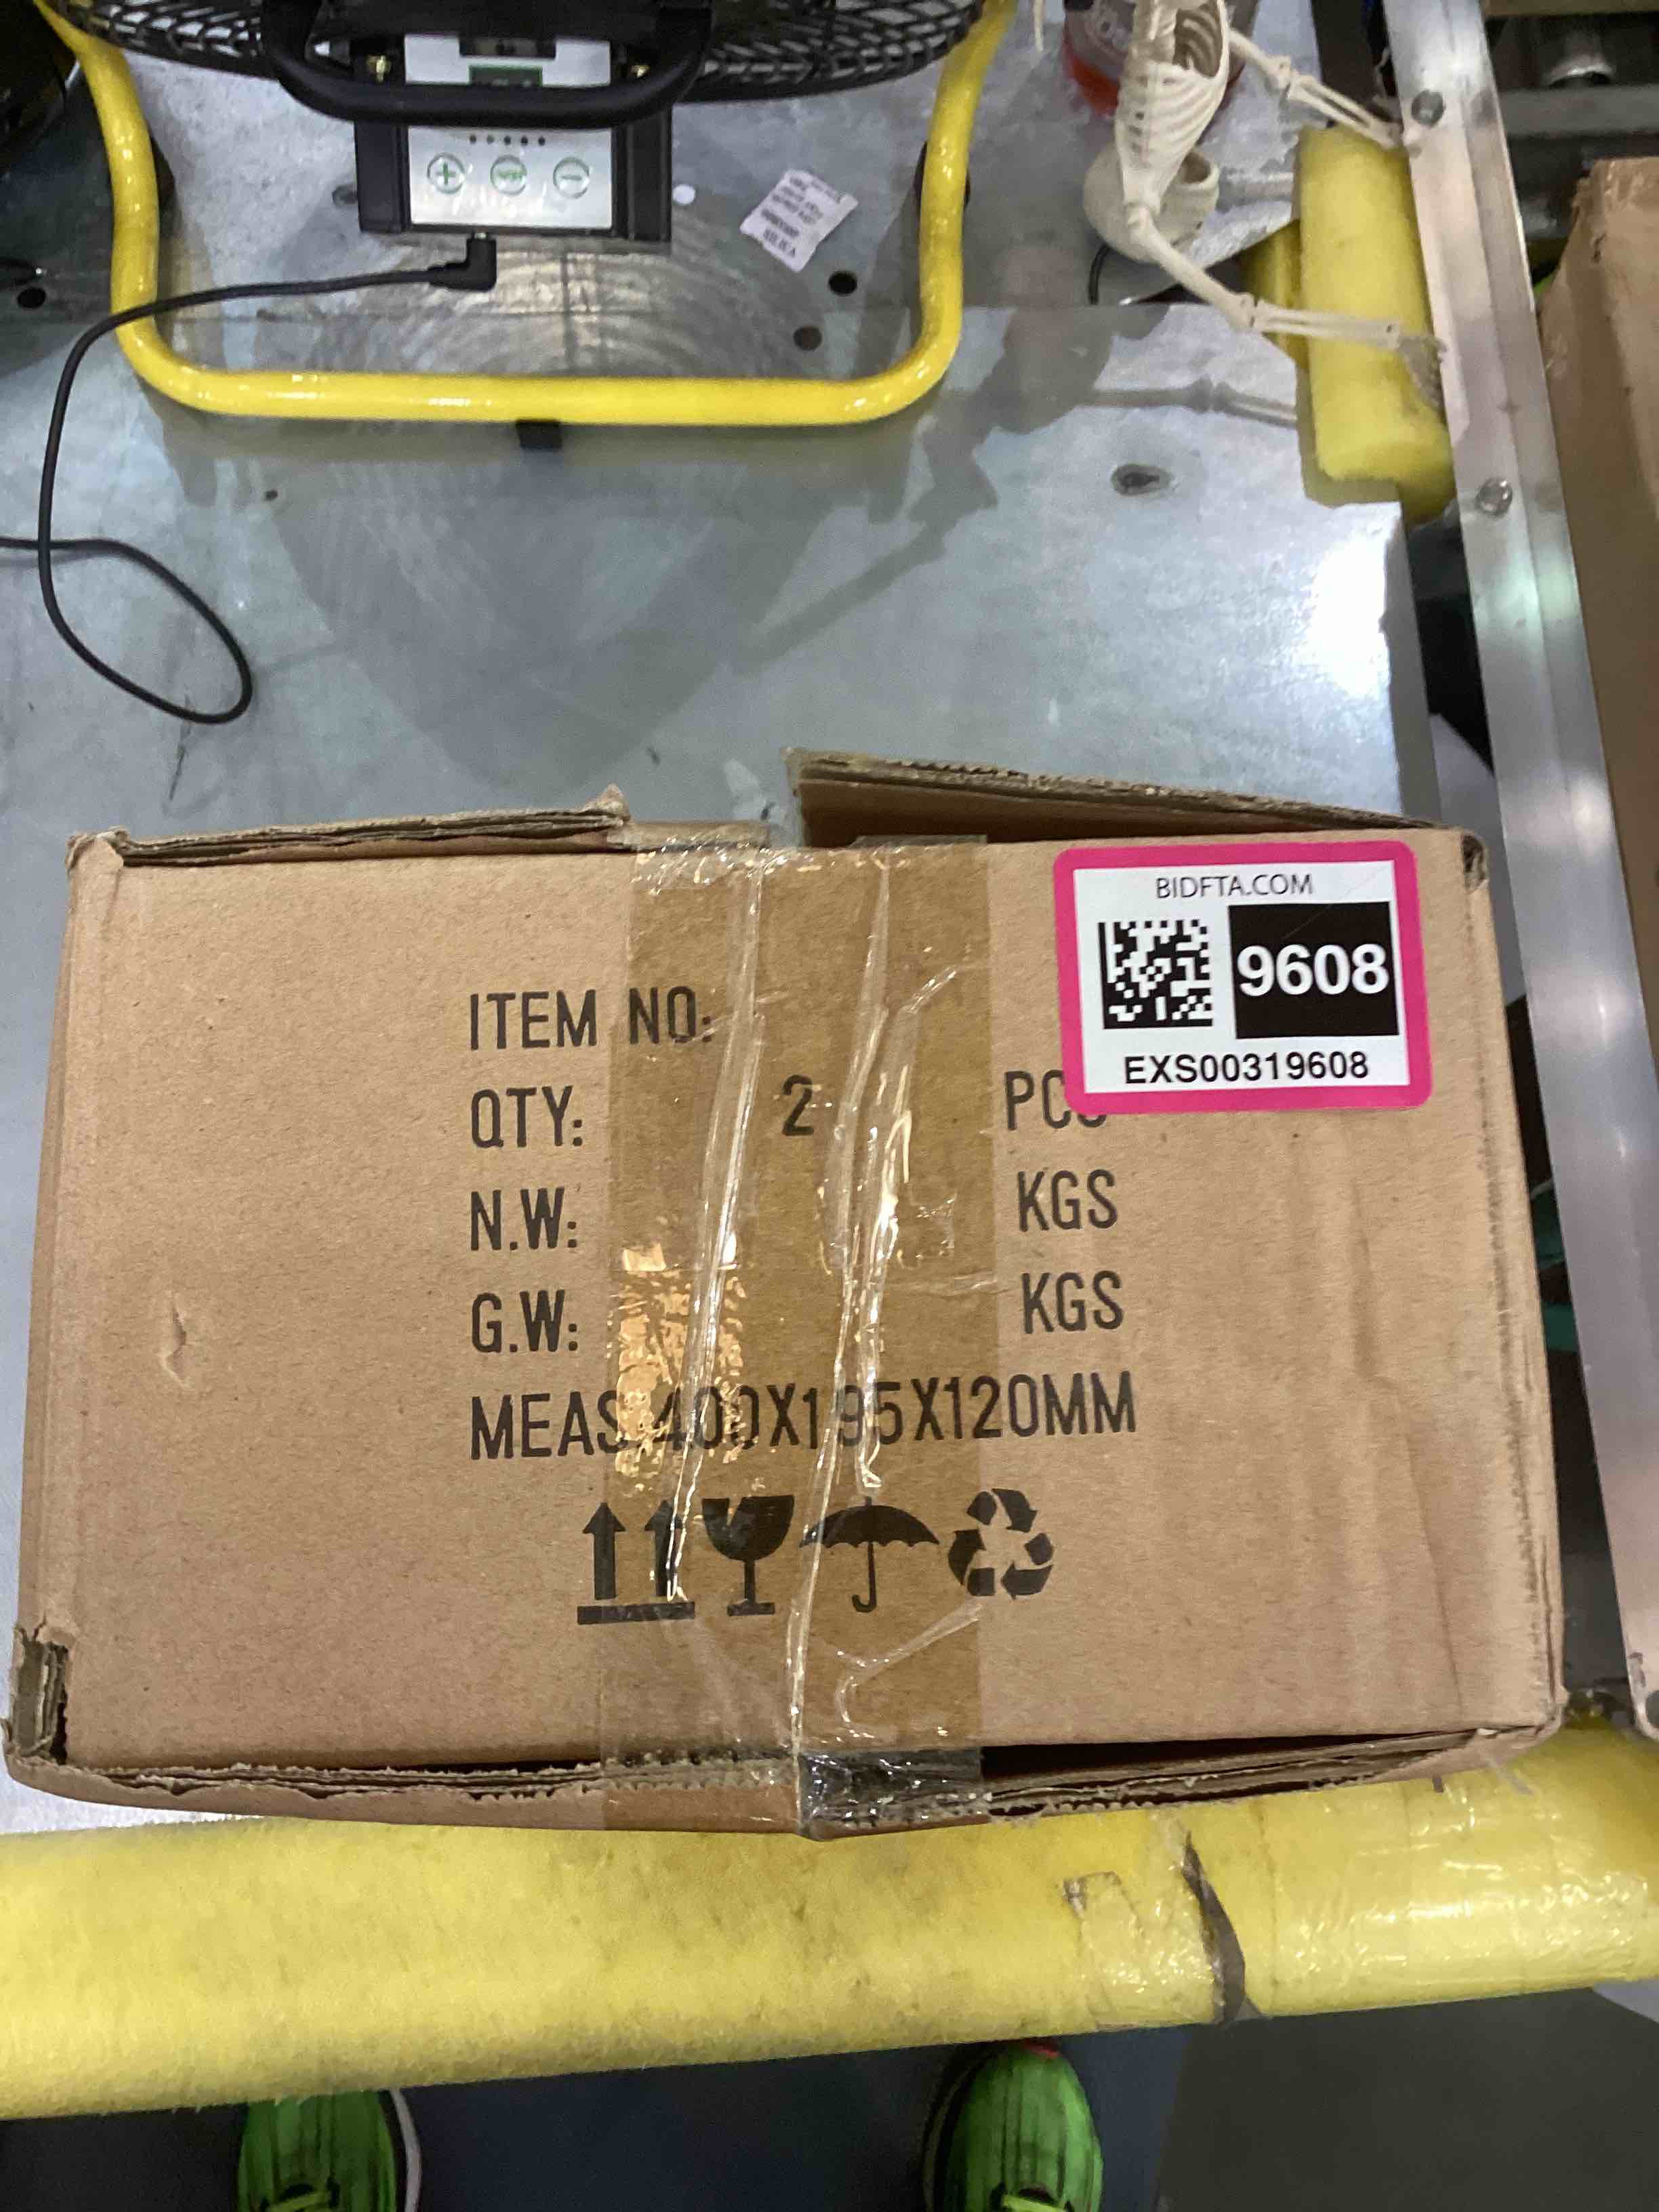 BIDFTA.COM
9608
EXS00319608
ITEM NO:
QTY: 2 PCS
N.W: KGS
G.W: KGS
MEAS:400X195X120MM